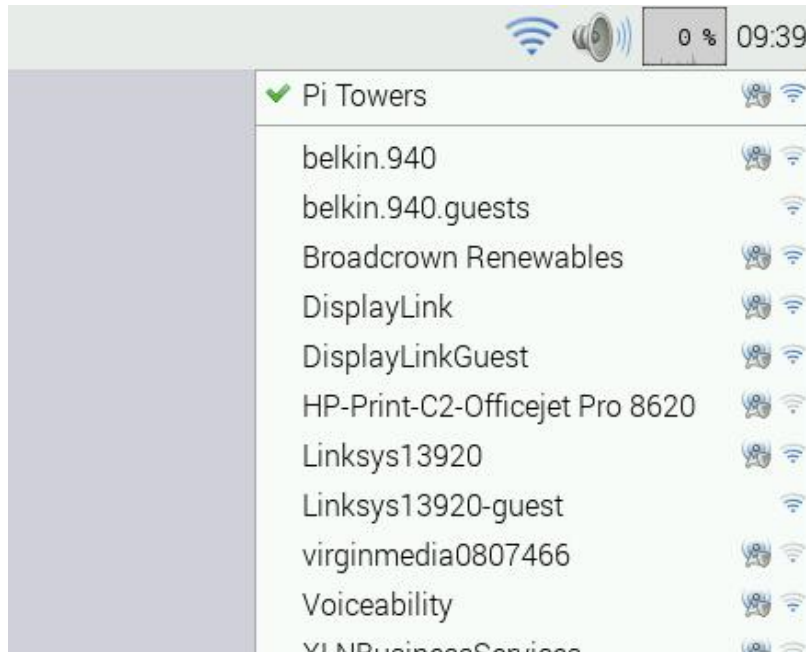 0 % 09:39
Pi Towers
belkin.940
belkin.940.guests
Broadcrown Renewables
DisplayLink
DisplayLinkGuest
HP-Print-C2-Officejet Pro 8620
Linksys13920
Linksys13920-guest
virginmedia0807466
Voiceability
XLNBusinessServices